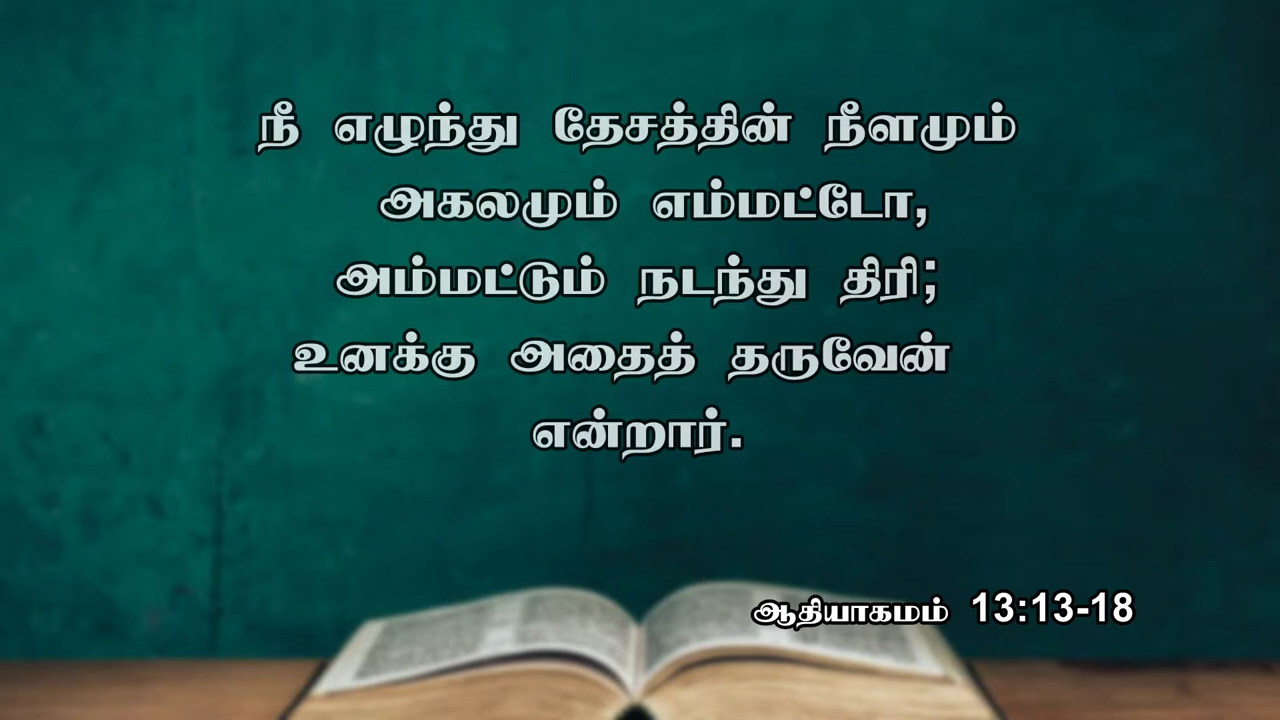 நீ எழுந்து தேசத்தின் நீளமும்
அகலமும் எம்மட்டோ,
அம்மட்டும் நடந்து திரி;
உனக்கு அதைத் தருவேன்
என்றார்.
ஆதியாகமம் 13:13-18